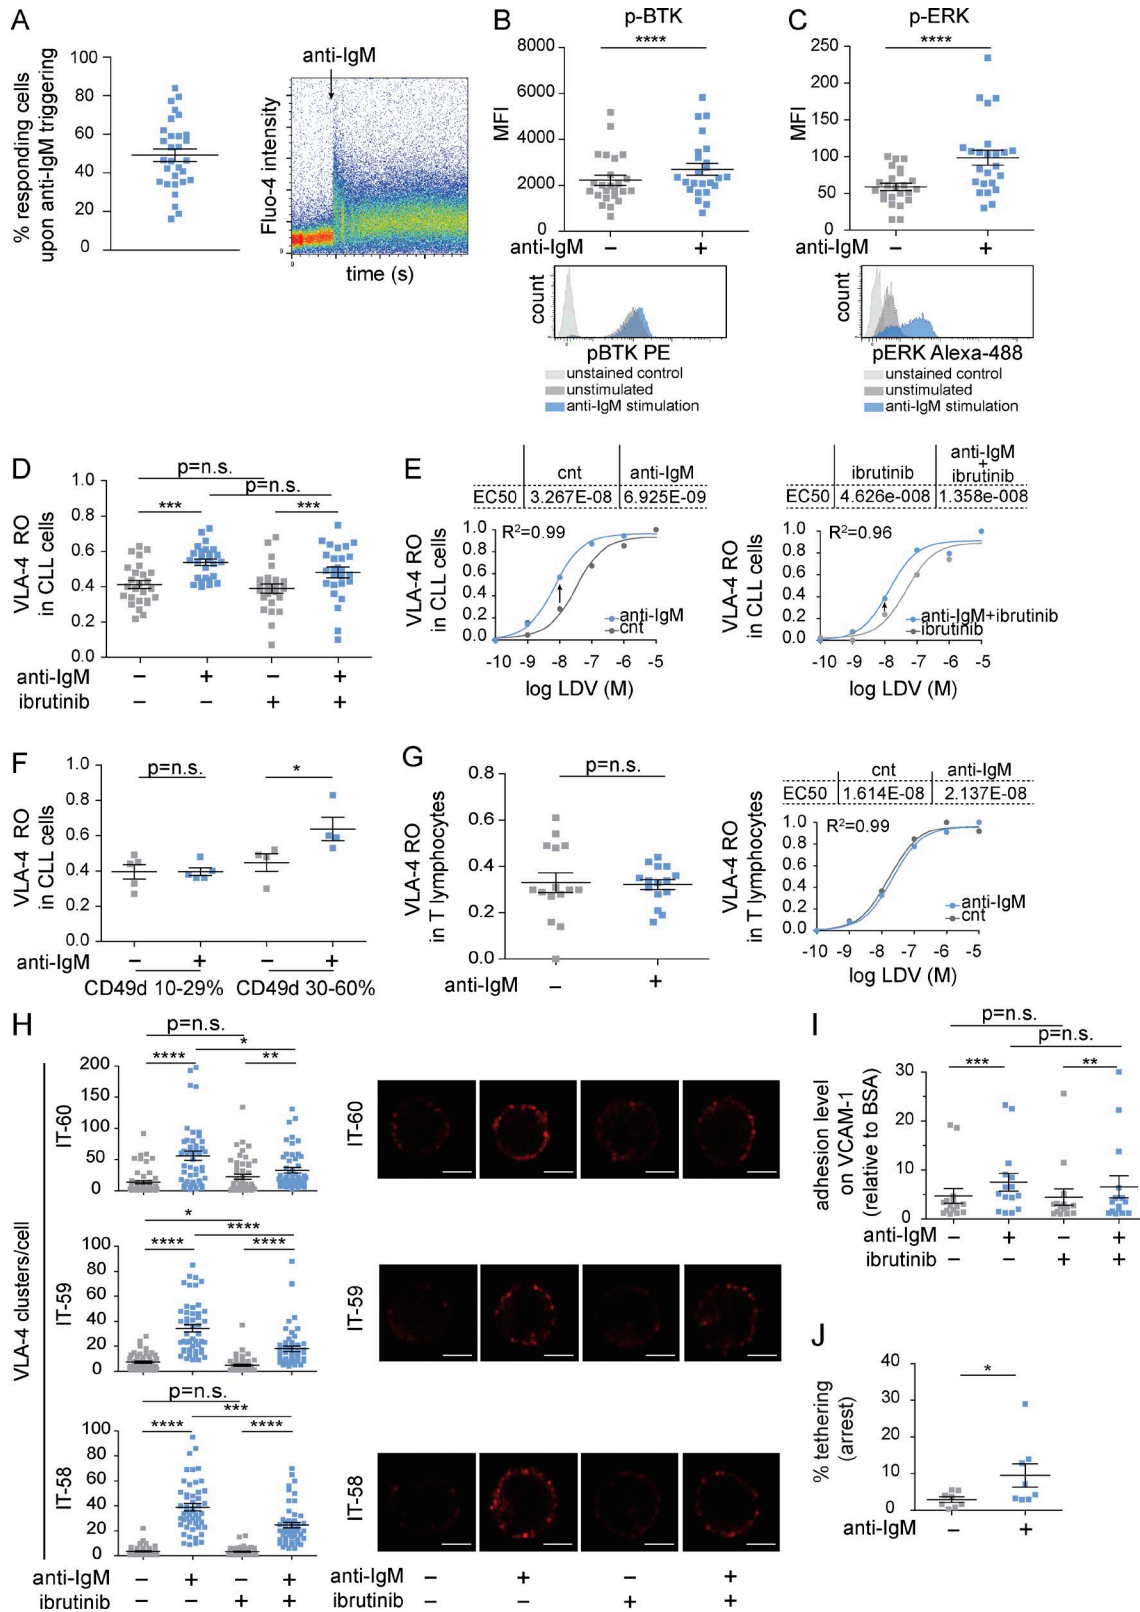 A
% responding cells
upon anti-IgM triggering
100
80
60
40
20
0
anti-IgM
Fluo-4 intensity
time (s)
B
p-BTK
****
MFI
8000
6000
4000
2000
0
anti-IgM – +
count
pBTK PE
unstained control
unstimulated
anti-IgM stimulation
C
p-ERK
****
MFI
250
200
150
100
50
0
anti-IgM – +
count
pERK Alexa-488
unstained control
unstimulated
anti-IgM stimulation
D
p=n.s.
p=n.s.
*** ***
VLA-4 RO
in CLL cells
1.0
0.8
0.6
0.4
0.2
0.0
anti-IgM – + – +
ibrutinib – – + +
E
cnt anti-IgM
EC50 3.267E-08 6.925E-09
R²=0.99
VLA-4 RO
in CLL cells
1.0
0.8
0.6
0.4
0.2
0.0
anti-IgM
cnt
-10 -9 -8 -7 -6 -5
log LDV (M)
ibrutinib anti-IgM
+
ibrutinib
EC50 4.626e-008 1.358e-008
R²=0.96
VLA-4 RO
in CLL cells
1.0
0.8
0.6
0.4
0.2
0.0
anti-IgM+ibrutinib
ibrutinib
-10 -9 -8 -7 -6 -5
log LDV (M)
F
p=n.s. *
VLA-4 RO
in CLL cells
1.0
0.8
0.6
0.4
0.2
0.0
anti-IgM – + – +
CD49d 10-29% CD49d 30-60%
G
p=n.s.
VLA-4 RO
in T lymphocytes
0.8
0.6
0.4
0.2
0.0
anti-IgM – +
cnt anti-IgM
EC50 1.614E-08 2.137E-08
R²=0.99
VLA-4 RO
in T lymphocytes
1.0
0.8
0.6
0.4
0.2
0.0
anti-IgM
cnt
-10 -9 -8 -7 -6 -5
log LDV (M)
H
VLA-4 clusters/cell
p=n.s.
*
**** **
IT-60
200
150
100
50
0
IT-60
*
****
**** ****
IT-59
100
80
60
40
20
0
IT-59
p=n.s.
***
**** ****
IT-58
100
80
60
40
20
0
IT-58
anti-IgM – + – +
ibrutinib – – + +
anti-IgM – + – +
ibrutinib – – + +
I
p=n.s.
p=n.s.
*** **
adhesion level
on VCAM-1
(relative to BSA)
30
20
10
5
0
anti-IgM – + – +
ibrutinib – – + +
J
*
% tethering
(arrest)
40
30
20
10
0
anti-IgM – +